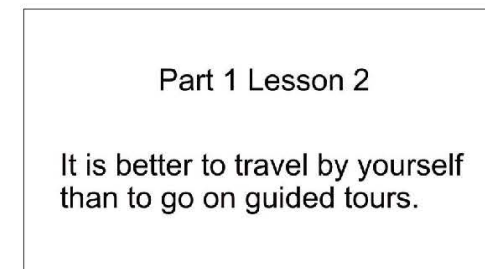 Part 1 Lesson 2
It is better to travel by yourself
than to go on guided tours.